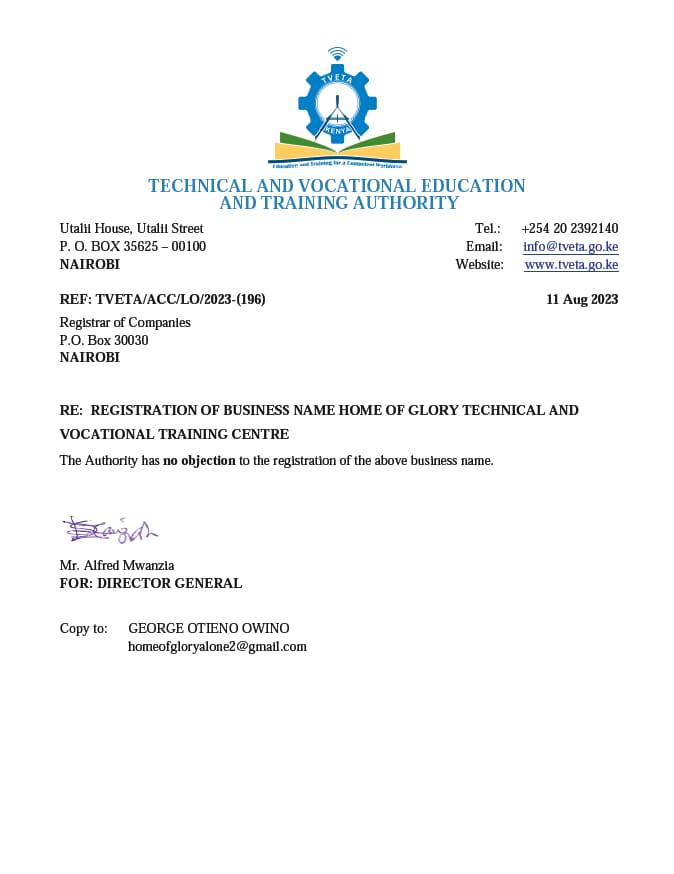 TVETA
KENYA
Education and Training for a Competent Workforce
TECHNICAL AND VOCATIONAL EDUCATION
AND TRAINING AUTHORITY
Utalii House, Utalii Street
P. O. BOX 35625 – 00100
NAIROBI
Tel.: +254 20 2392140
Email: info@tveta.go.ke
Website: www.tveta.go.ke
REF: TVETA/ACC/LO/2023-(196) 11 Aug 2023
Registrar of Companies
P.O. Box 30030
NAIROBI
RE: REGISTRATION OF BUSINESS NAME HOME OF GLORY TECHNICAL AND
VOCATIONAL TRAINING CENTRE
The Authority has no objection to the registration of the above business name.
Mr. Alfred Mwanzia
FOR: DIRECTOR GENERAL
Copy to: GEORGE OTIENO OWINO
homeofgloryalone2@gmail.com